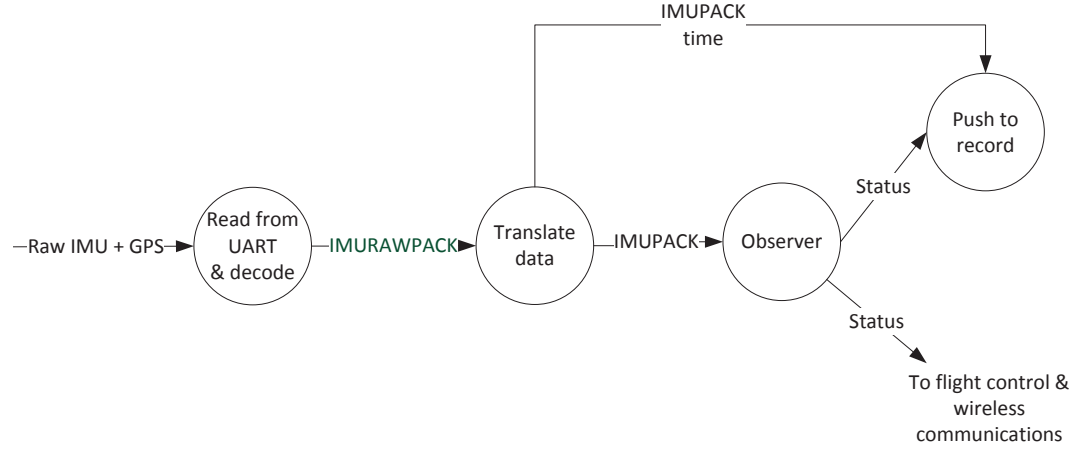 IMUPACK
time
Push to
record
Status
Read from
UART
& decode
Raw IMU + GPS
IMURAWPACK
Translate
data
IMUPACK
Observer
Status
To flight control &
wireless
communications